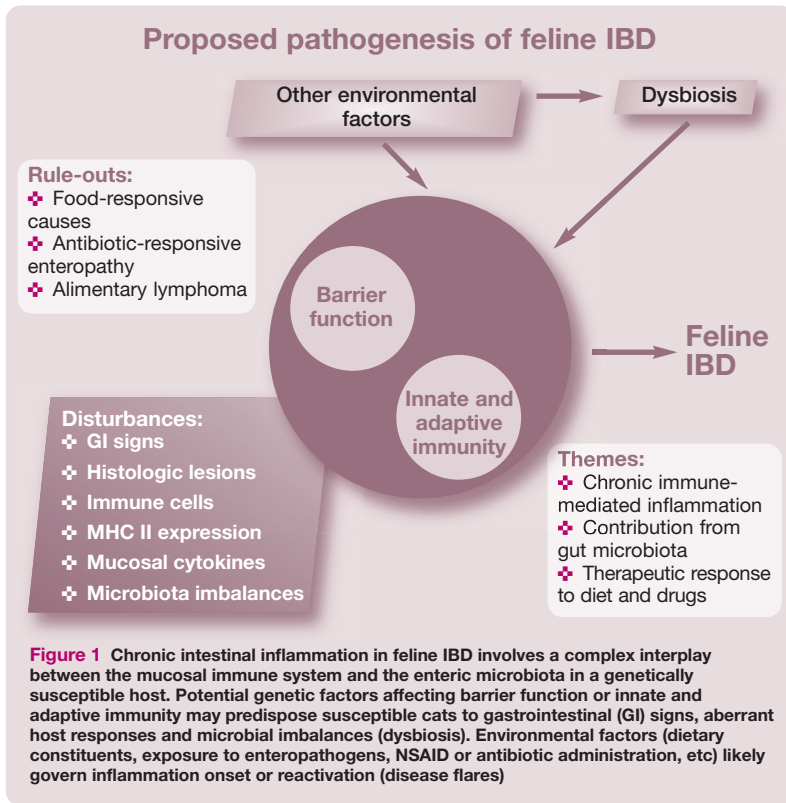 Proposed pathogenesis of feline IBD
Other environmental
factors
Dysbiosis
Rule-outs:
✜ Food-responsive
causes
✜ Antibiotic-responsive
enteropathy
✜ Alimentary lymphoma
Barrier
function
Innate and
adaptive
immunity
Feline
IBD
Disturbances:
✜ GI signs
✜ Histologic lesions
✜ Immune cells
✜ MHC II expression
✜ Mucosal cytokines
✜ Microbiota imbalances
Themes:
✜ Chronic immune-
mediated inflammation
✜ Contribution from
gut microbiota
✜ Therapeutic response
to diet and drugs
Figure 1 Chronic intestinal inflammation in feline IBD involves a complex interplay
between the mucosal immune system and the enteric microbiota in a genetically
susceptible host. Potential genetic factors affecting barrier function or innate and
adaptive immunity may predispose susceptible cats to gastrointestinal (GI) signs, aberrant
host responses and microbial imbalances (dysbiosis). Environmental factors (dietary
constituents, exposure to enteropathogens, NSAID or antibiotic administration, etc) likely
govern inflammation onset or reactivation (disease flares)